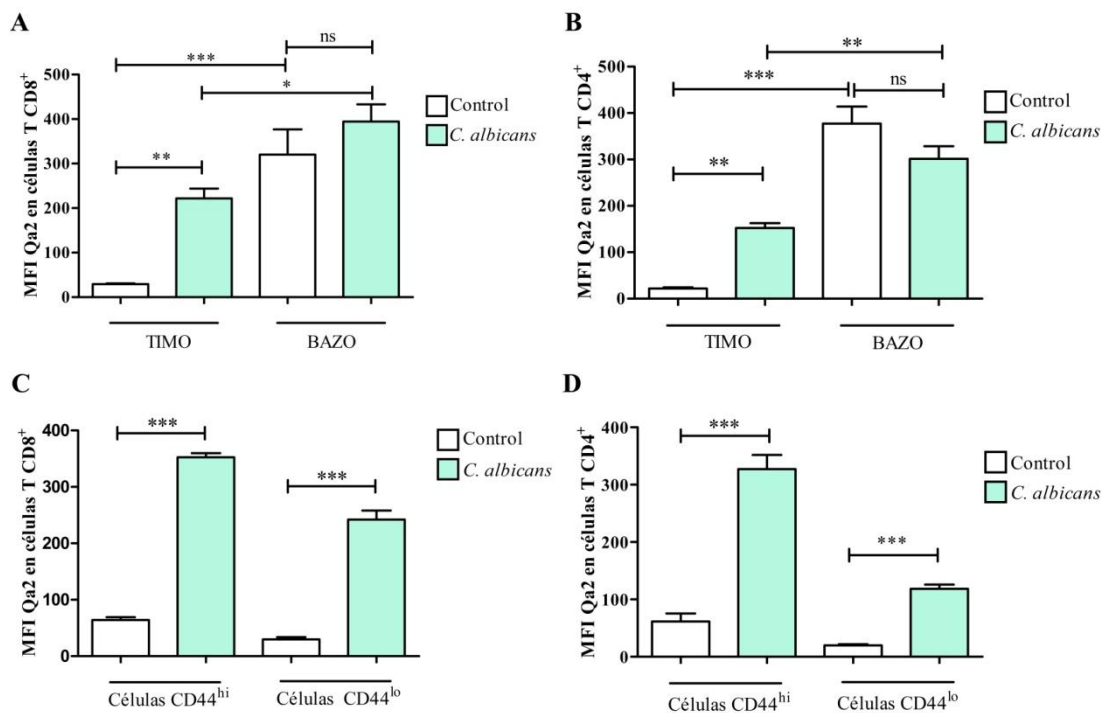 A
ns
***
*
**
MFI Qa2 en células T CD8+
500
400
300
200
100
0
TIMO
BAZO
Control
C. albicans
B
**
***
ns
**
MFI Qa2 en células T CD4+
500
400
300
200
100
0
TIMO
BAZO
Control
C. albicans
C
***
***
MFI Qa2 en células T CD8+
400
300
200
100
0
Células CD44hi
Células CD44lo
Control
C. albicans
D
***
***
MFI Qa2 en células T CD4+
400
300
200
100
0
Células CD44hi
Células CD44lo
Control
C. albicans